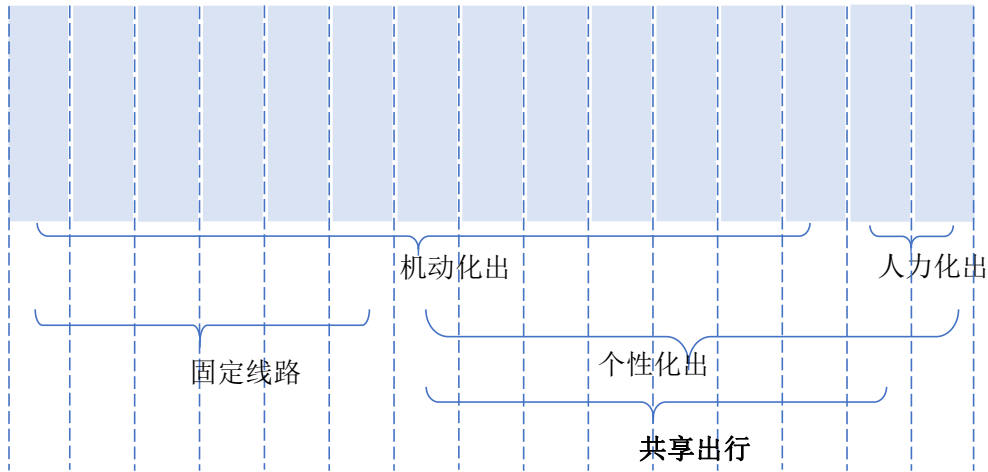 机动化出
人力化出
固定线路
个性化出
共享出行